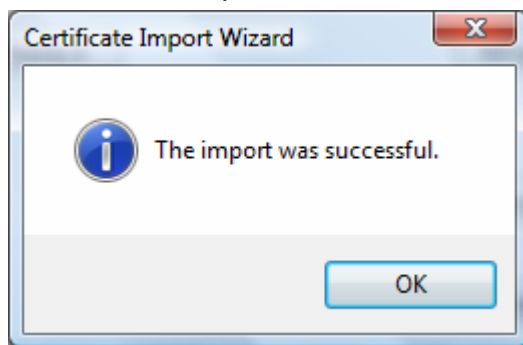 Certificate Import Wizard
The import was successful.
OK